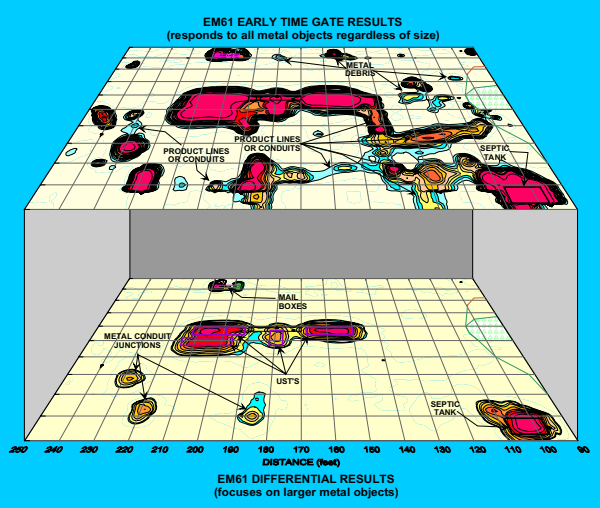 EM61 EARLY TIME GATE RESULTS
(responds to all metal objects regardless of size)
METAL
DEBRIS
PRODUCT LINES
OR CONDUITS
PRODUCT LINES
OR CONDUITS
SEPTIC
TANK
MAIL
BOXES
METAL CONDUIT
JUNCTIONS
UST'S
SEPTIC
TANK
250 220 210 200 190 180 170 160 150 140 130 120 110 100 90
DISTANCE (feet)
EM61 DIFFERENTIAL RESULTS
(focuses on larger metal objects)